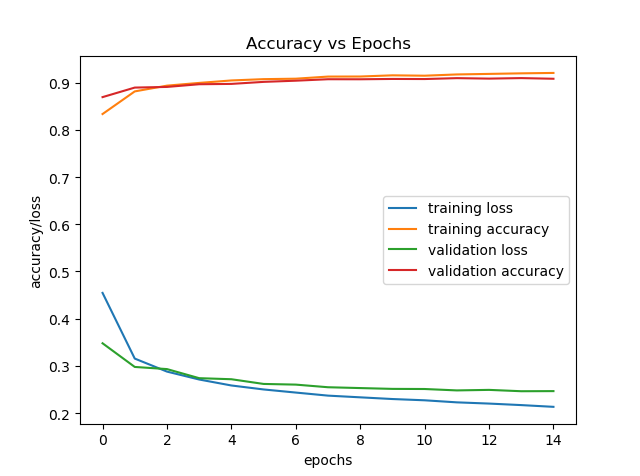 Accuracy vs Epochs
accuracy/loss
0.9
0.8
0.7
0.6
0.5
0.4
0.3
0.2
training loss
training accuracy
validation loss
validation accuracy
0 2 4 6 8 10 12 14
epochs